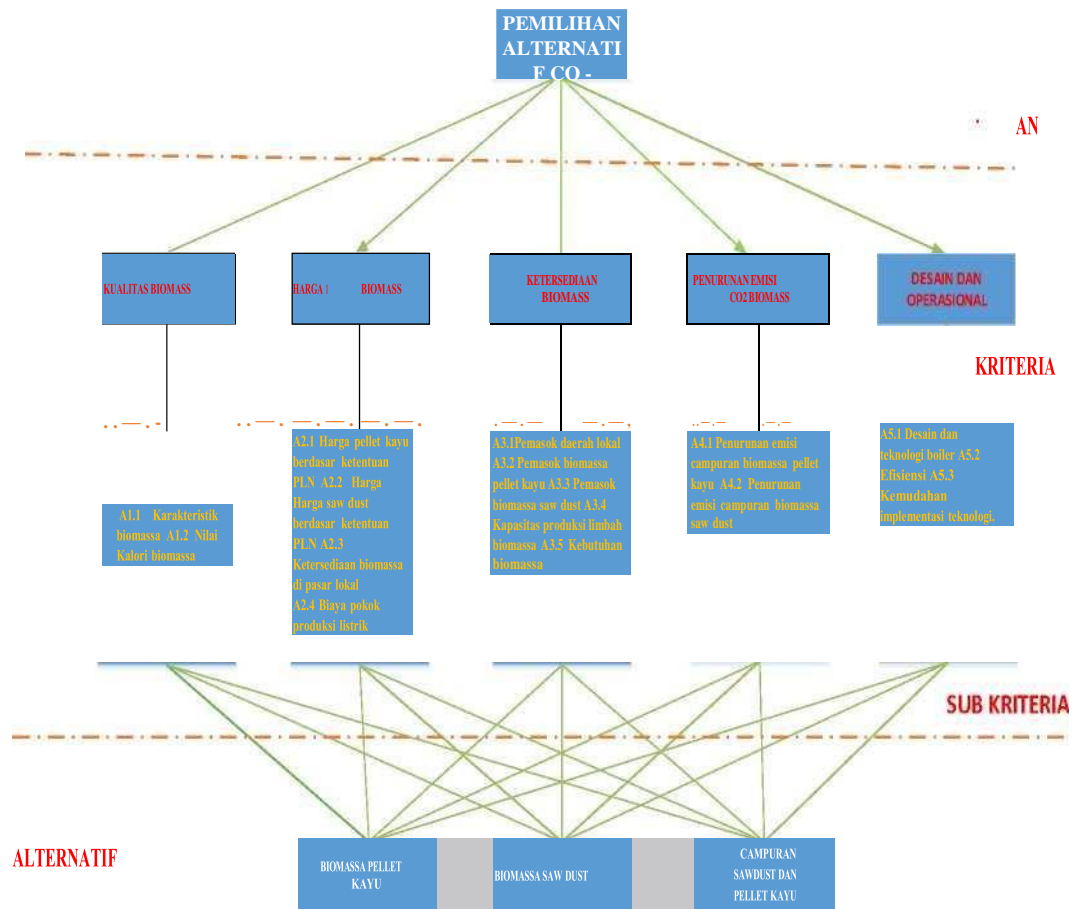 PEMILIHAN
ALTERNATI
F CO -
AN
KUALITAS BIOMASS
HARGA I BIOMASS
KETERSEDIAAN
BIOMASS
PENURUNAN EMISI
CO2 BIOMASS
DESAIN DAN
OPERASIONAL
KRITERIA
A1.1 Karakteristik
biomassa A1.2 Nilai
Kalori biomassa
A2.1 Harga pellet kayu
berdasar ketentuan
PLN A2.2 Harga
Harga saw dust
berdasar ketentuan
PLN A2.3
Ketersediaan biomassa
di pasar lokal
A2.4 Biaya pokok
produksi listrik
A3.1Pemasok daerah lokal
A3.2 Pemasok biomassa
pellet kayu A3.3 Pemasok
biomassa saw dust A3.4
Kapasitas produksi limbah
biomassa A3.5 Kebutuhan
biomassa
A4.1 Penurunan emisi
campuran biomassa pellet
kayu A4.2 Penurunan
emisi campuran biomassa
saw dust
A5.1 Desain dan
teknologi boiler A5.2
Efisiensi A5.3
Kemudahan
implementasi teknologi.
SUB KRITERIA
ALTERNATIF
BIOMASSA PELLET
KAYU
BIOMASSA SAW DUST
CAMPURAN
SAWDUST DAN
PELLET KAYU